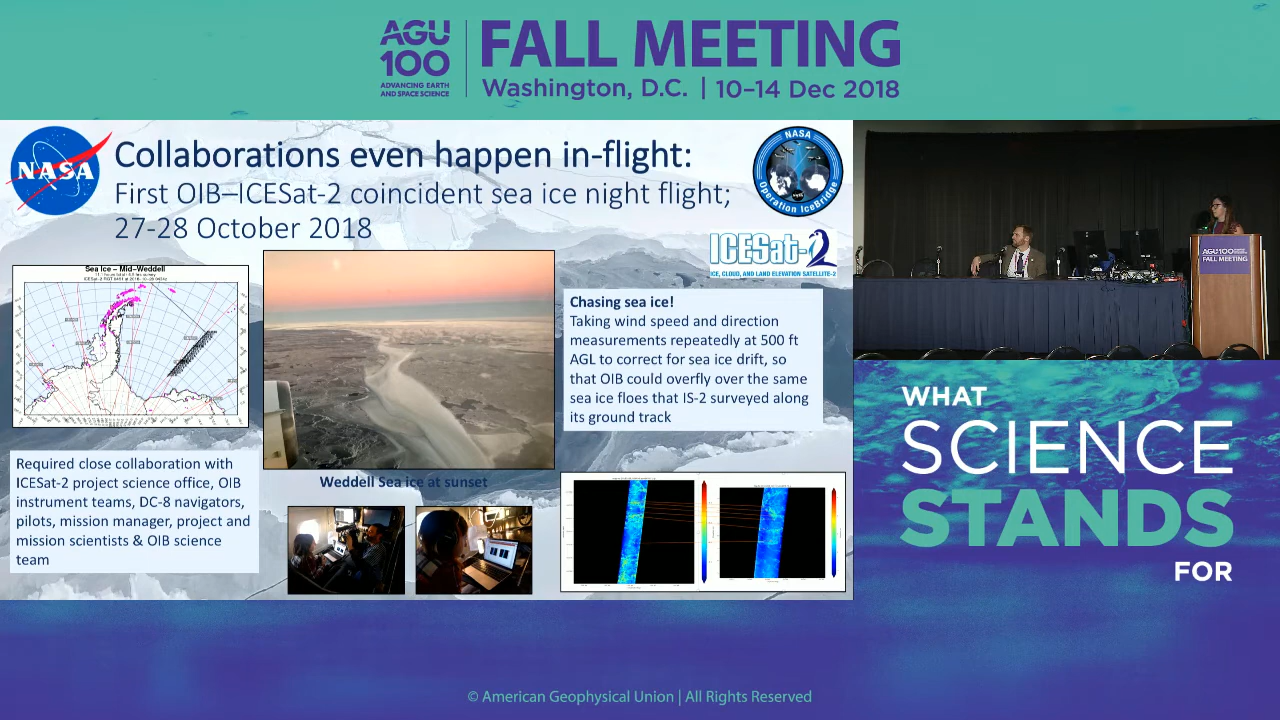 AGU
100
ADVANCING EARTH
AND SPACE SCIENCE
FALL MEETING
Washington, D.C. | 10–14 Dec 2018
NASA
Collaborations even happen in-flight:
First OIB–ICESat-2 coincident sea ice night flight;
27-28 October 2018
NASA
Operation IceBridge
ICESat-2
ICE, CLOUD, AND LAND ELEVATION SATELLITE-2
Sea Ice – Mid-Weddell
Chasing sea ice!
Taking wind speed and direction
measurements repeatedly at 500 ft
AGL to correct for sea ice drift, so
that OIB could overfly over the same
sea ice floes that IS-2 surveyed along
its ground track
Required close collaboration with
ICESat-2 project science office, OIB
instrument teams, DC-8 navigators,
pilots, mission manager, project and
mission scientists & OIB science
team
Weddell Sea ice at sunset
AGU100
FALL MEETING
WHAT
SCIENCE
STANDS
FOR
© American Geophysical Union | All Rights Reserved